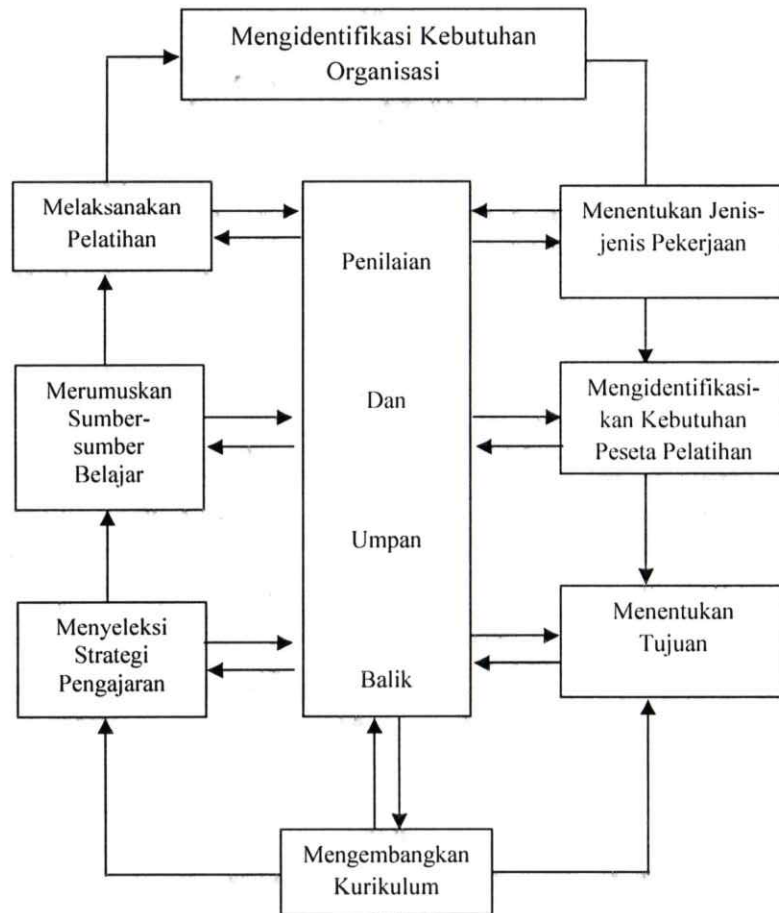 Mengidentifikasi Kebutuhan
Organisasi
Melaksanakan
Pelatihan
Penilaian
Dan
Umpan
Balik
Menentukan Jenis-
jenis Pekerjaan
Merumuskan
Sumber-
sumber
Belajar
Mengidentifikasi-
kan Kebutuhan
Peseta Pelatihan
Menyeleksi
Strategi
Pengajaran
Menentukan
Tujuan
Mengembangkan
Kurikulum